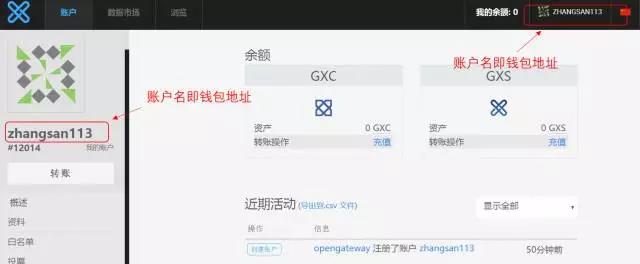 账户 数据市场 浏览 我的余额: 0 ZHANGSAN113
账户名即钱包地址
余额
GXC GXS
账户名即钱包地址
资产 0 GXC 资产 0 GXS
zhangsan113
转账操作 充值 转账操作 充值
#12014 我的账户
转账
概述
近期活动 (导出到.csv 文件) 显示全部
资料
操作 信息
白名单
创建账户 opengateway 注册了账户 zhangsan113 50分钟前
投票